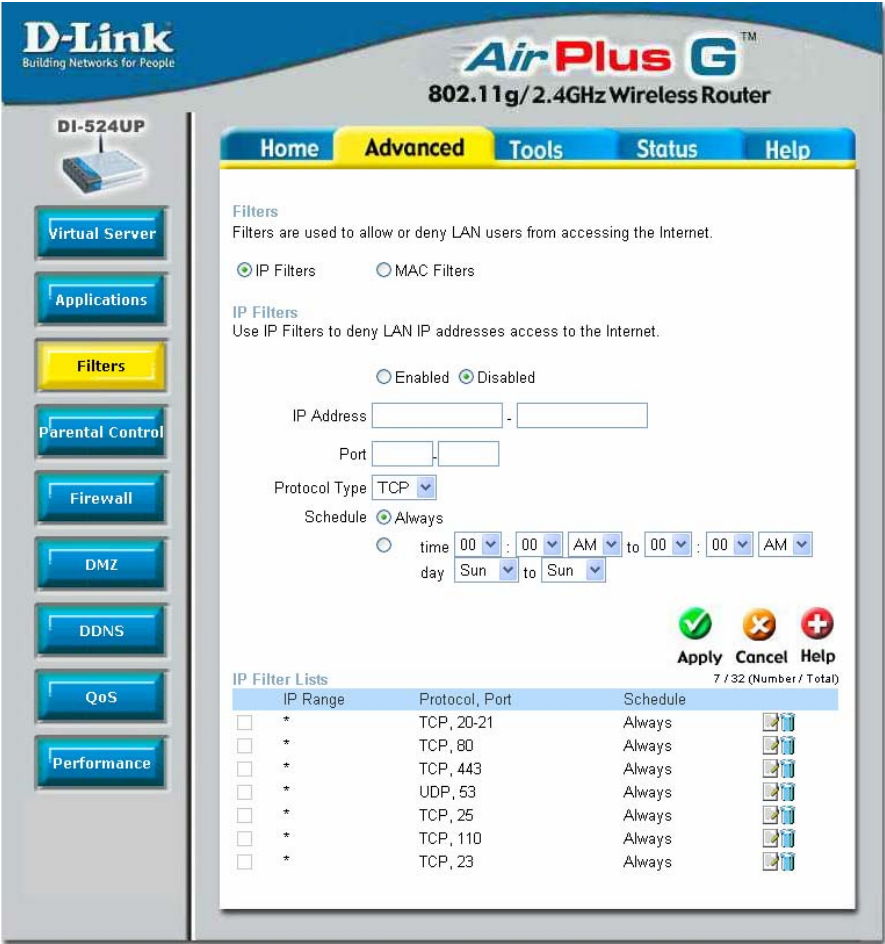 D-Link
Building Networks for People
Air Plus G TM
802.11g/2.4GHz Wireless Router
DI-524UP
Home Advanced Tools Status Help
Virtual Server
Applications
Filters
Parental Control
Firewall
DMZ
DDNS
QoS
Performance
Filters
Filters are used to allow or deny LAN users from accessing the Internet.
IP Filters MAC Filters
IP Filters
Use IP Filters to deny LAN IP addresses access to the Internet.
Enabled Disabled
IP Address -
Port -
Protocol Type TCP
Schedule Always
time 00 : 00 AM to 00 : 00 AM
day Sun to Sun
Apply Cancel Help
IP Filter Lists 7 / 32 (Number / Total)
IP Range Protocol, Port Schedule
* TCP, 20-21 Always
* TCP, 80 Always
* TCP, 443 Always
* UDP, 53 Always
* TCP, 25 Always
* TCP, 110 Always
* TCP, 23 Always